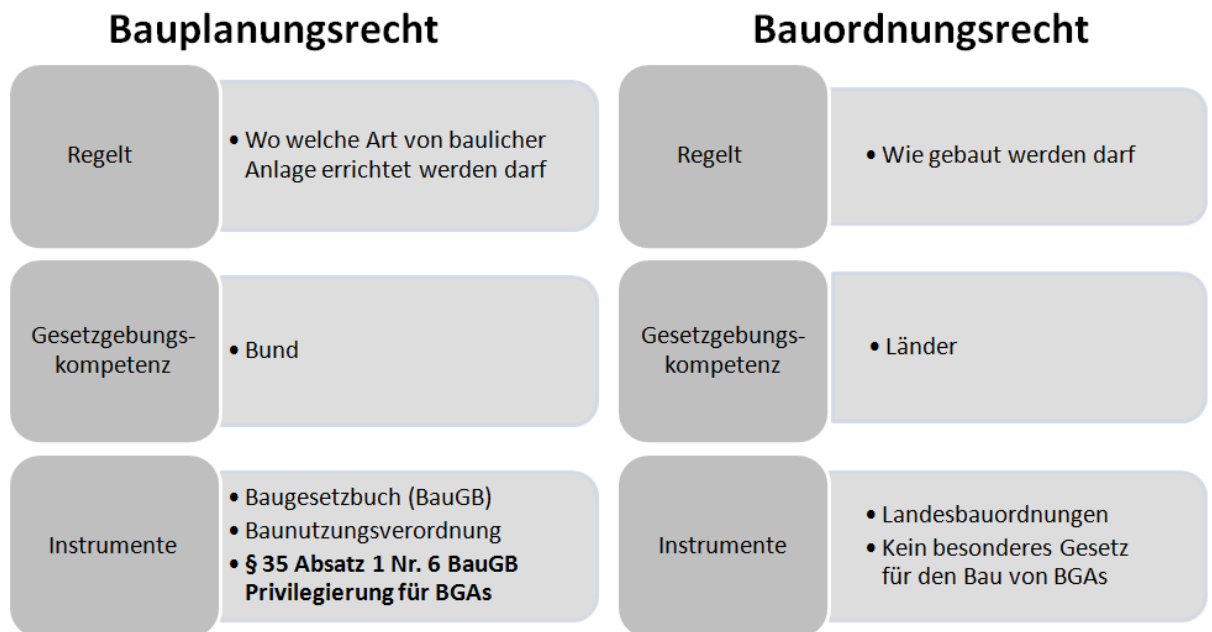 Bauplanungsrecht
Regelt
• Wo welche Art von baulicher
Anlage errichtet werden darf
Gesetzgebungs-
kompetenz
• Bund
Instrumente
• Baugesetzbuch (BauGB)
• Baunutzungsverordnung
• § 35 Absatz 1 Nr. 6 BauGB
Privilegierung für BGAs
Bauordnungsrecht
Regelt
• Wie gebaut werden darf
Gesetzgebungs-
kompetenz
• Länder
Instrumente
• Landesbauordnungen
• Kein besonderes Gesetz
für den Bau von BGAs